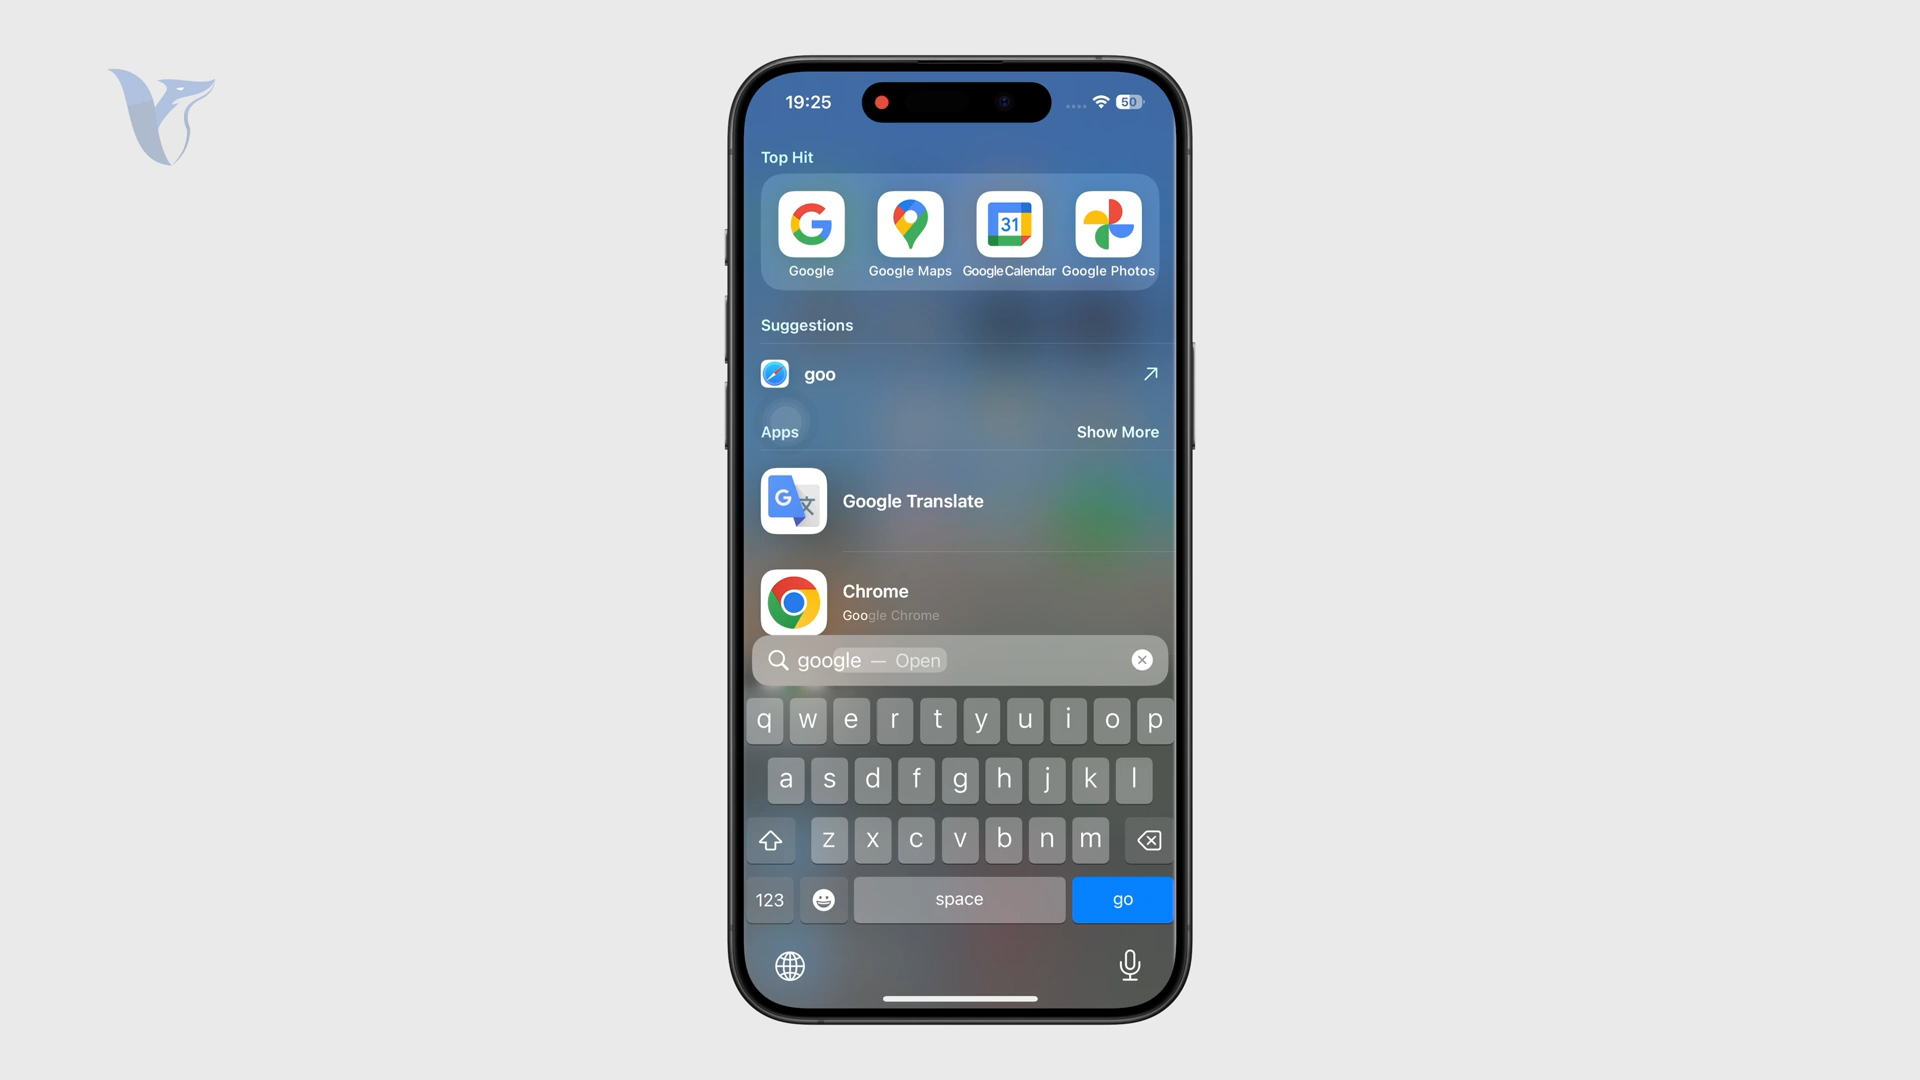 19:25
50
Top Hit
31
Google
Google Maps
Google Calendar
Google Photos
Suggestions
goo
Apps
Show More
G 文
Google Translate
Chrome
Google Chrome
google — Open
q w e r t y u i o p
a s d f g h j k l
z x c v b n m
123
space
go